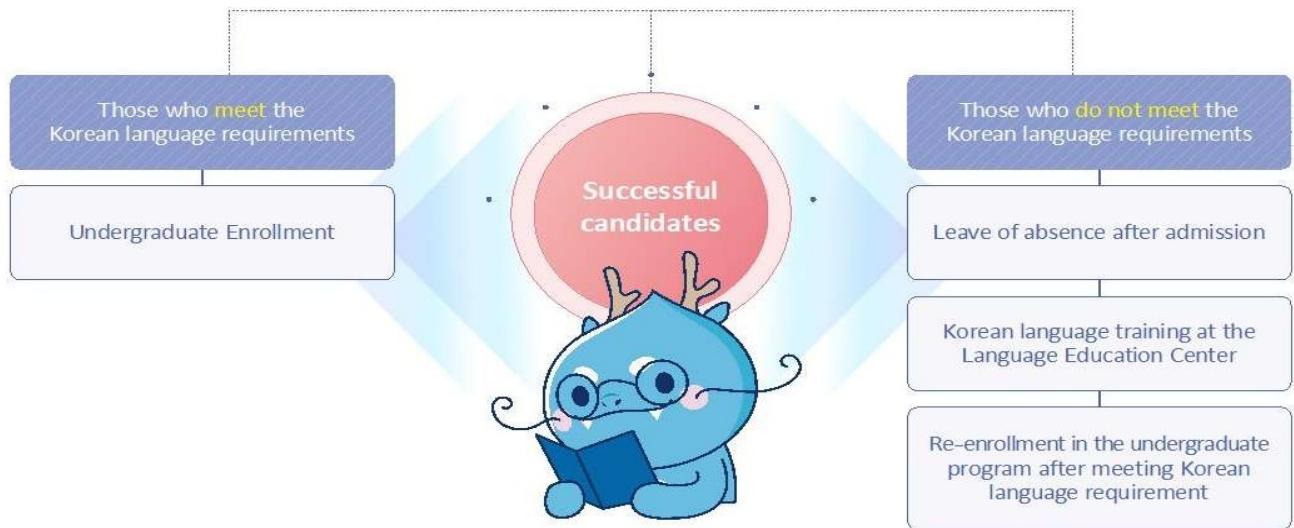 Successful
candidates
Those who meet the
Korean language requirements
Undergraduate Enrollment
Those who do not meet the
Korean language requirements
Leave of absence after admission
Korean language training at the
Language Education Center
Re-enrollment in the undergraduate
program after meeting Korean
language requirement